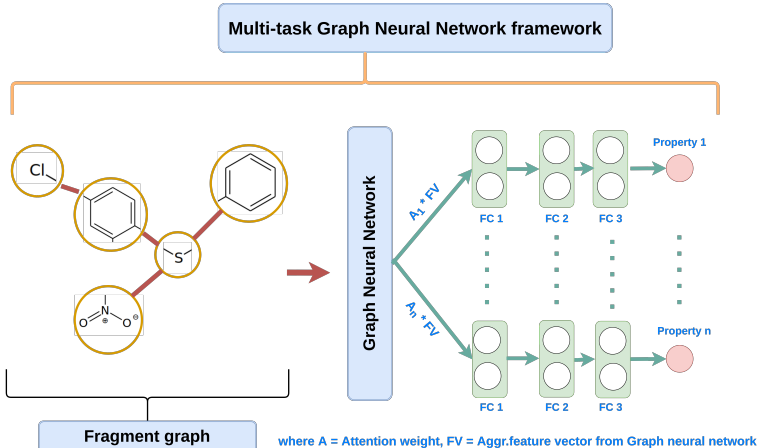 Multi-task Graph Neural Network framework
Cl
S
N
⊕
O
O
⊖
Fragment graph
Graph Neural Network
A1 * FV
An * FV
Property 1
FC 1
FC 2
FC 3
Property n
FC 1
FC 2
FC 3
where A = Attention weight, FV = Aggr.feature vector from Graph neural network